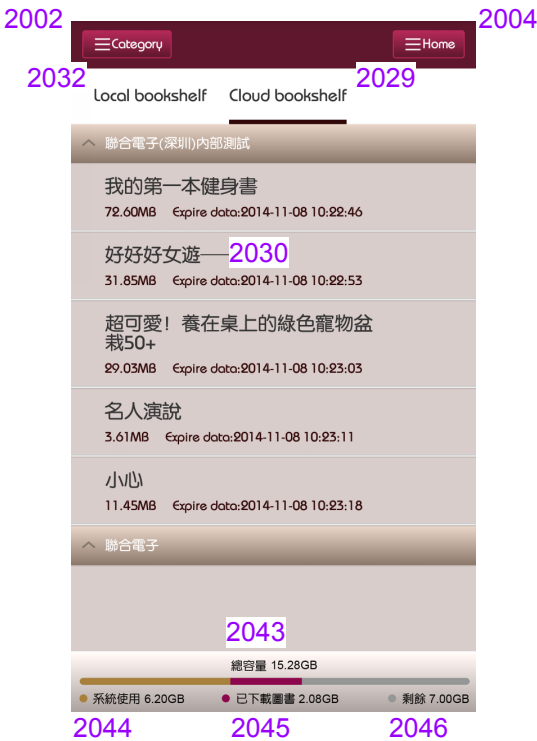 2002
2004
Category
Home
2032
2029
Local bookshelf
Cloud bookshelf
聯合電子(深圳)內部測試
我的第一本健身書
72.60MB Expire data:2014-11-08 10:22:46
好好好女遊—
2030
31.85MB Expire data:2014-11-08 10:22:53
超可愛！養在桌上的綠色寵物盆
栽50+
29.03MB Expire data:2014-11-08 10:23:03
名人演說
3.61MB Expire data:2014-11-08 10:23:11
小心
11.45MB Expire data:2014-11-08 10:23:18
聯合電子
2043
總容量 15.28GB
系統使用 6.20GB
已下載圖書 2.08GB
剩餘 7.00GB
2044
2045
2046